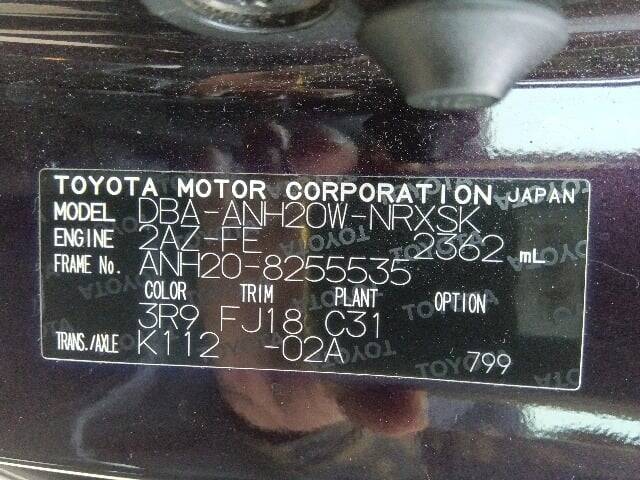 TOYOTA MOTOR CORPORATION JAPAN
MODEL DBA-ANH20W-NRXSK
ENGINE 2AZ-FE 2362 mL
FRAME No. ANH20-8255535
COLOR TRIM PLANT OPTION
3R9 FJ18 C31
TRANS./AXLE K112 -02A 799